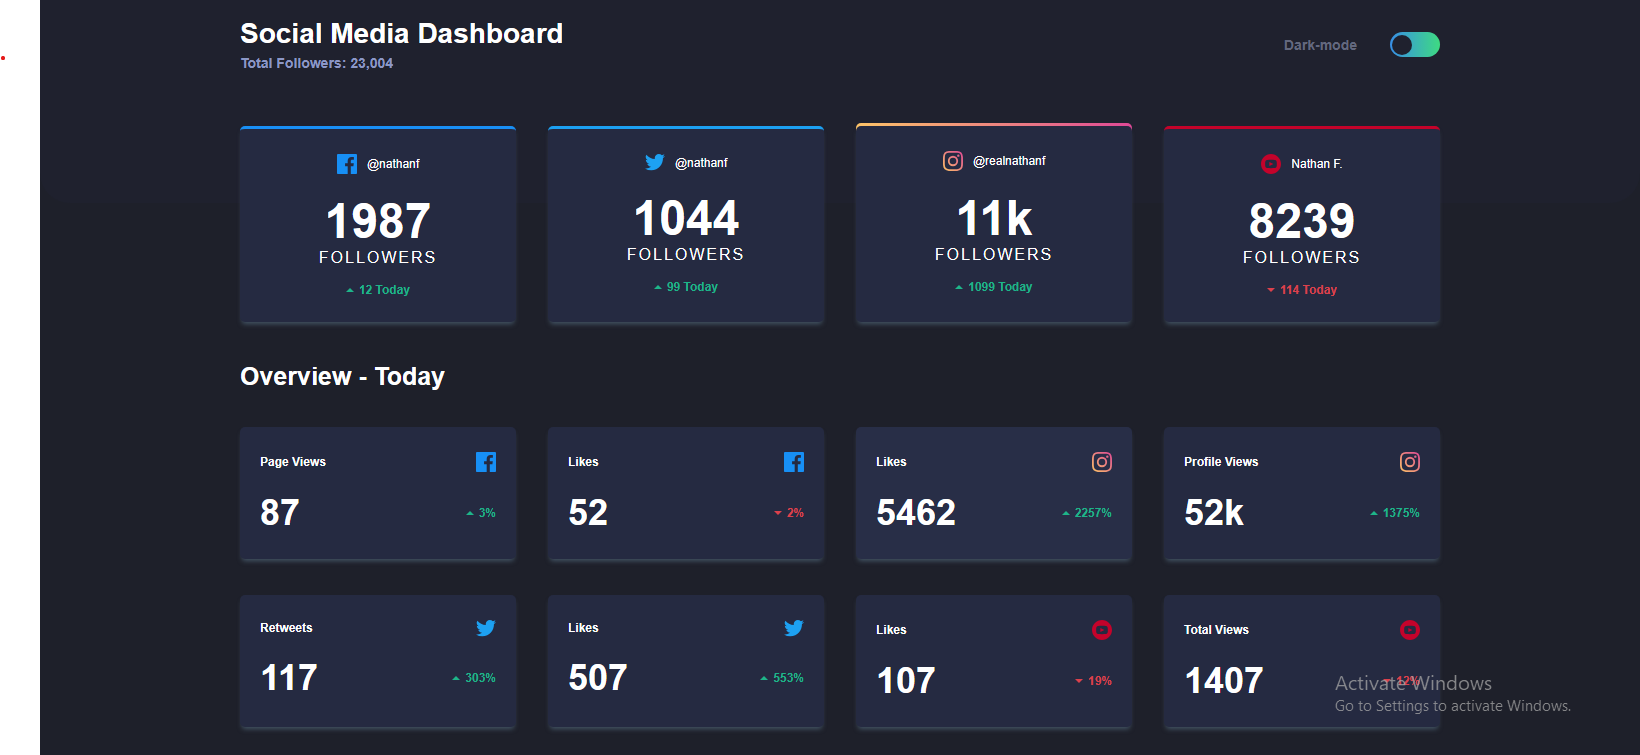 Social Media Dashboard
Total Followers: 23,004
Dark-mode
@nathanf
1987
FOLLOWERS
12 Today
@nathanf
1044
FOLLOWERS
99 Today
@realnathanf
11k
FOLLOWERS
1099 Today
Nathan F.
8239
FOLLOWERS
114 Today
Overview - Today
Page Views
87
3%
Likes
52
2%
Likes
5462
2257%
Profile Views
52k
1375%
Retweets
117
303%
Likes
507
553%
Likes
107
19%
Total Views
1407
12%
Activate Windows
Go to Settings to activate Windows.